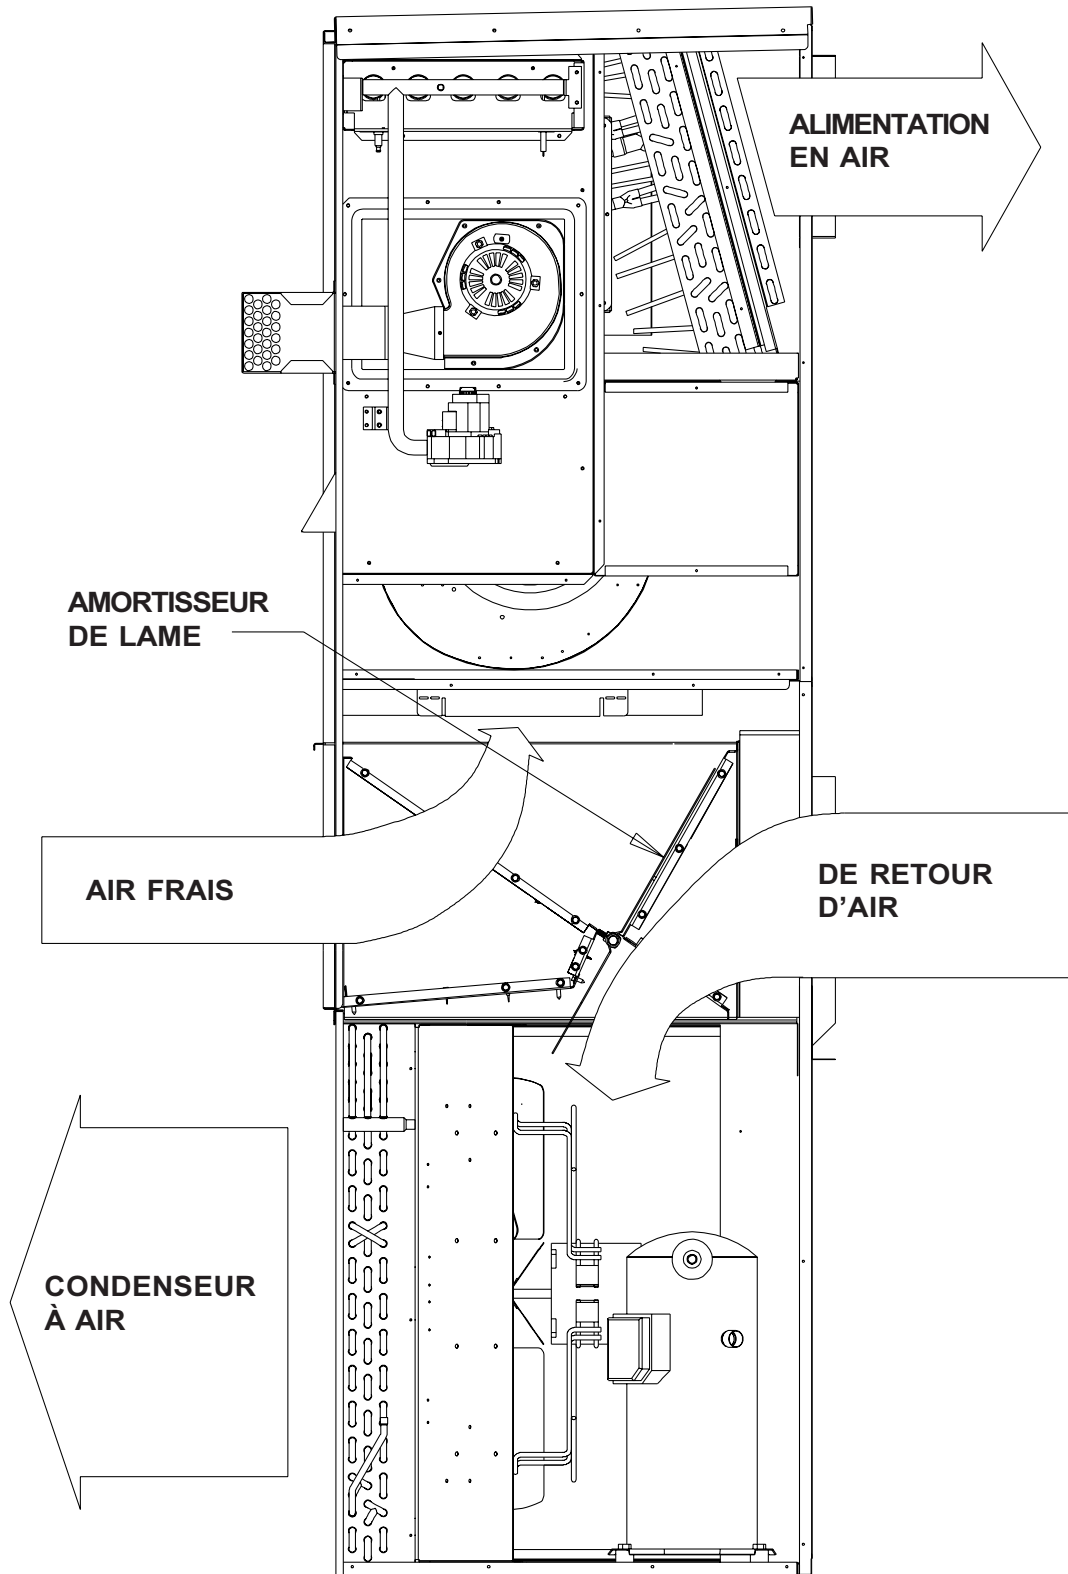 ALIMENTATION
EN AIR
AMORTISSEUR
DE LAME
AIR FRAIS
DE RETOUR
D’AIR
CONDENSEUR
À AIR